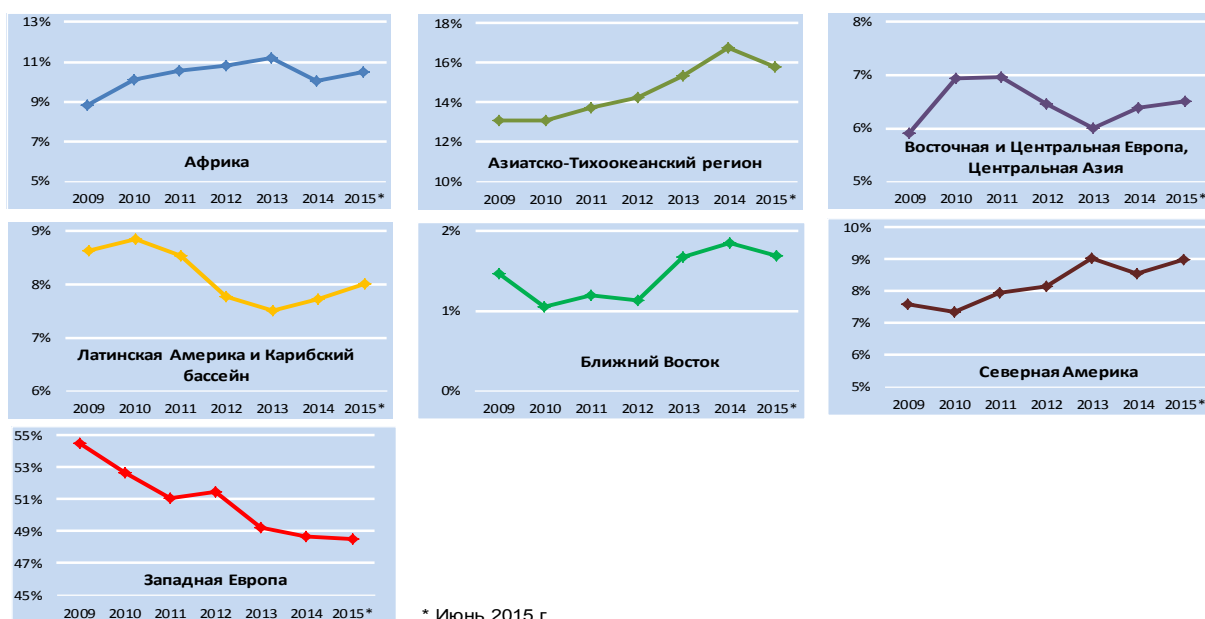 13%
11%
9%
7%
5%
Африка
2009 2010 2011 2012 2013 2014 2015*
18%
16%
14%
12%
10%
Азиатско-Тихоокеанский регион
2009 2010 2011 2012 2013 2014 2015*
8%
7%
6%
5%
Восточная и Центральная Европа,
Центральная Азия
2009 2010 2011 2012 2013 2014 2015*
9%
8%
7%
6%
Латинская Америка и Карибский
бассейн
2009 2010 2011 2012 2013 2014 2015*
2%
1%
0%
Ближний Восток
2009 2010 2011 2012 2013 2014 2015*
10%
9%
8%
7%
6%
5%
Северная Америка
2009 2010 2011 2012 2013 2014 2015*
55%
53%
51%
49%
47%
45%
Западная Европа
2009 2010 2011 2012 2013 2014 2015*
* Июнь 2015 г